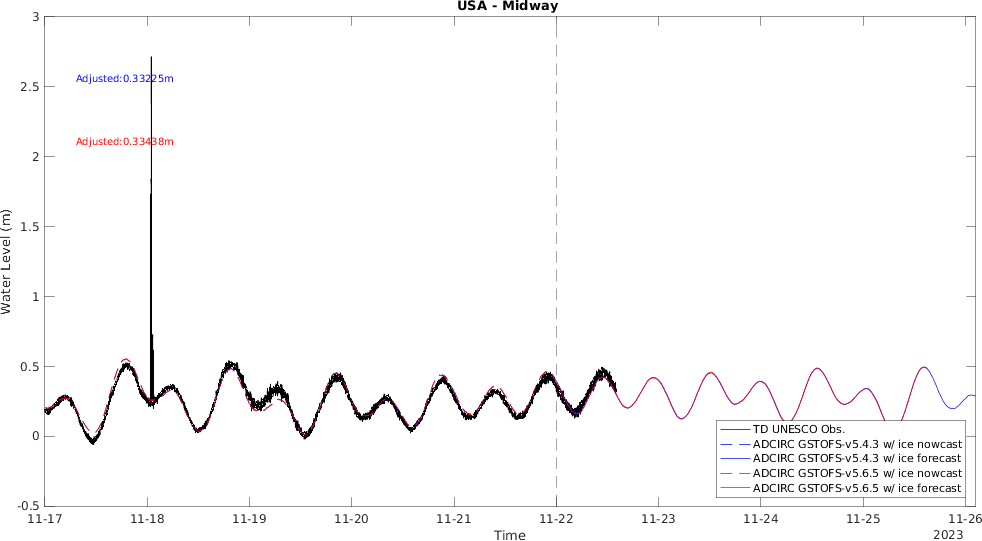 USA - Midway
3
2.5
2
1.5
1
0.5
0
-0.5
Water Level (m)
Adjusted:0.33225m
Adjusted:0.33438m
TD UNESCO Obs.
ADCIRC GSTOFS-v5.4.3 w/ ice nowcast
ADCIRC GSTOFS-v5.4.3 w/ ice forecast
ADCIRC GSTOFS-v5.6.5 w/ ice nowcast
ADCIRC GSTOFS-v5.6.5 w/ ice forecast
11-17 11-18 11-19 11-20 11-21 11-22 11-23 11-24 11-25 11-26
Time
2023